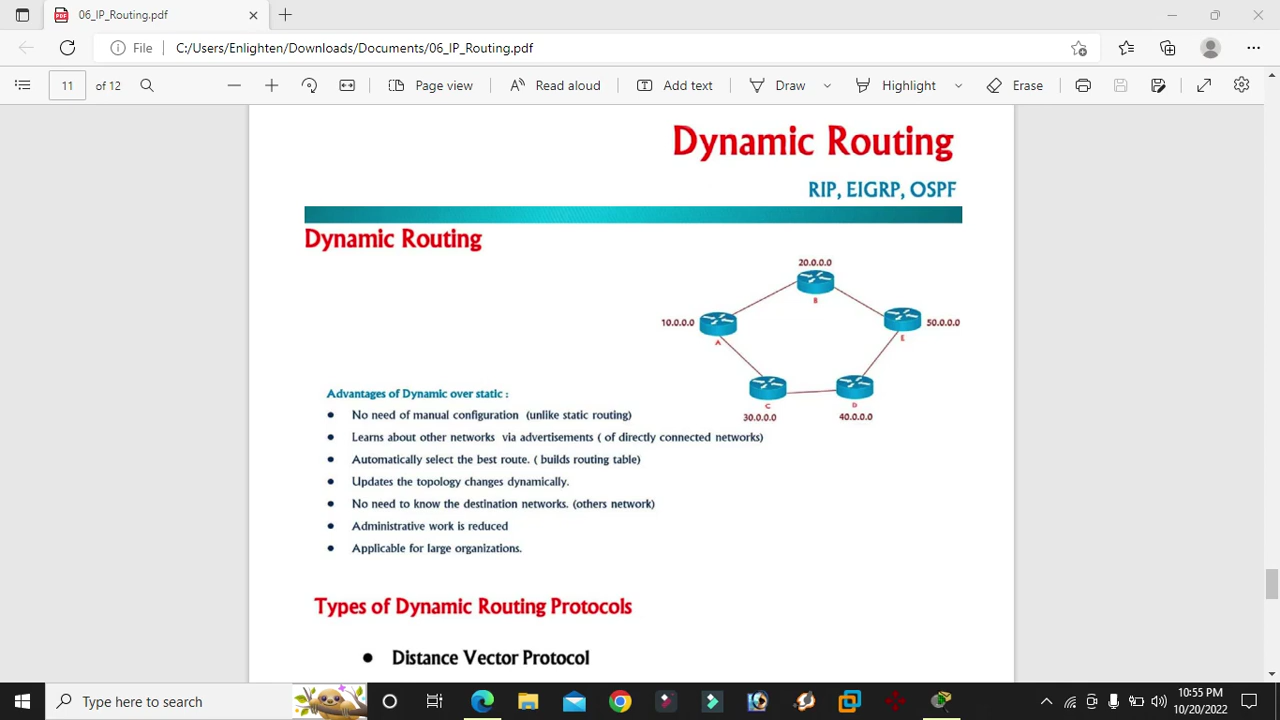 06_IP_Routing.pdf
File C:/Users/Enlighten/Downloads/Documents/06_IP_Routing.pdf
11 of 12 Page view Read aloud Add text Draw Highlight Erase
Dynamic Routing
RIP, EIGRP, OSPF
Dynamic Routing
20.0.0.0
B
10.0.0.0
50.0.0.0
A
E
C
D
30.0.0.0
40.0.0.0
Advantages of Dynamic over static :
● No need of manual configuration (unlike static routing)
● Learns about other networks via advertisements ( of directly connected networks)
● Automatically select the best route. ( builds routing table)
● Updates the topology changes dynamically.
● No need to know the destination networks. (others network)
● Administrative work is reduced
● Applicable for large organizations.
Types of Dynamic Routing Protocols
● Distance Vector Protocol
Type here to search
10:55 PM
10/20/2022